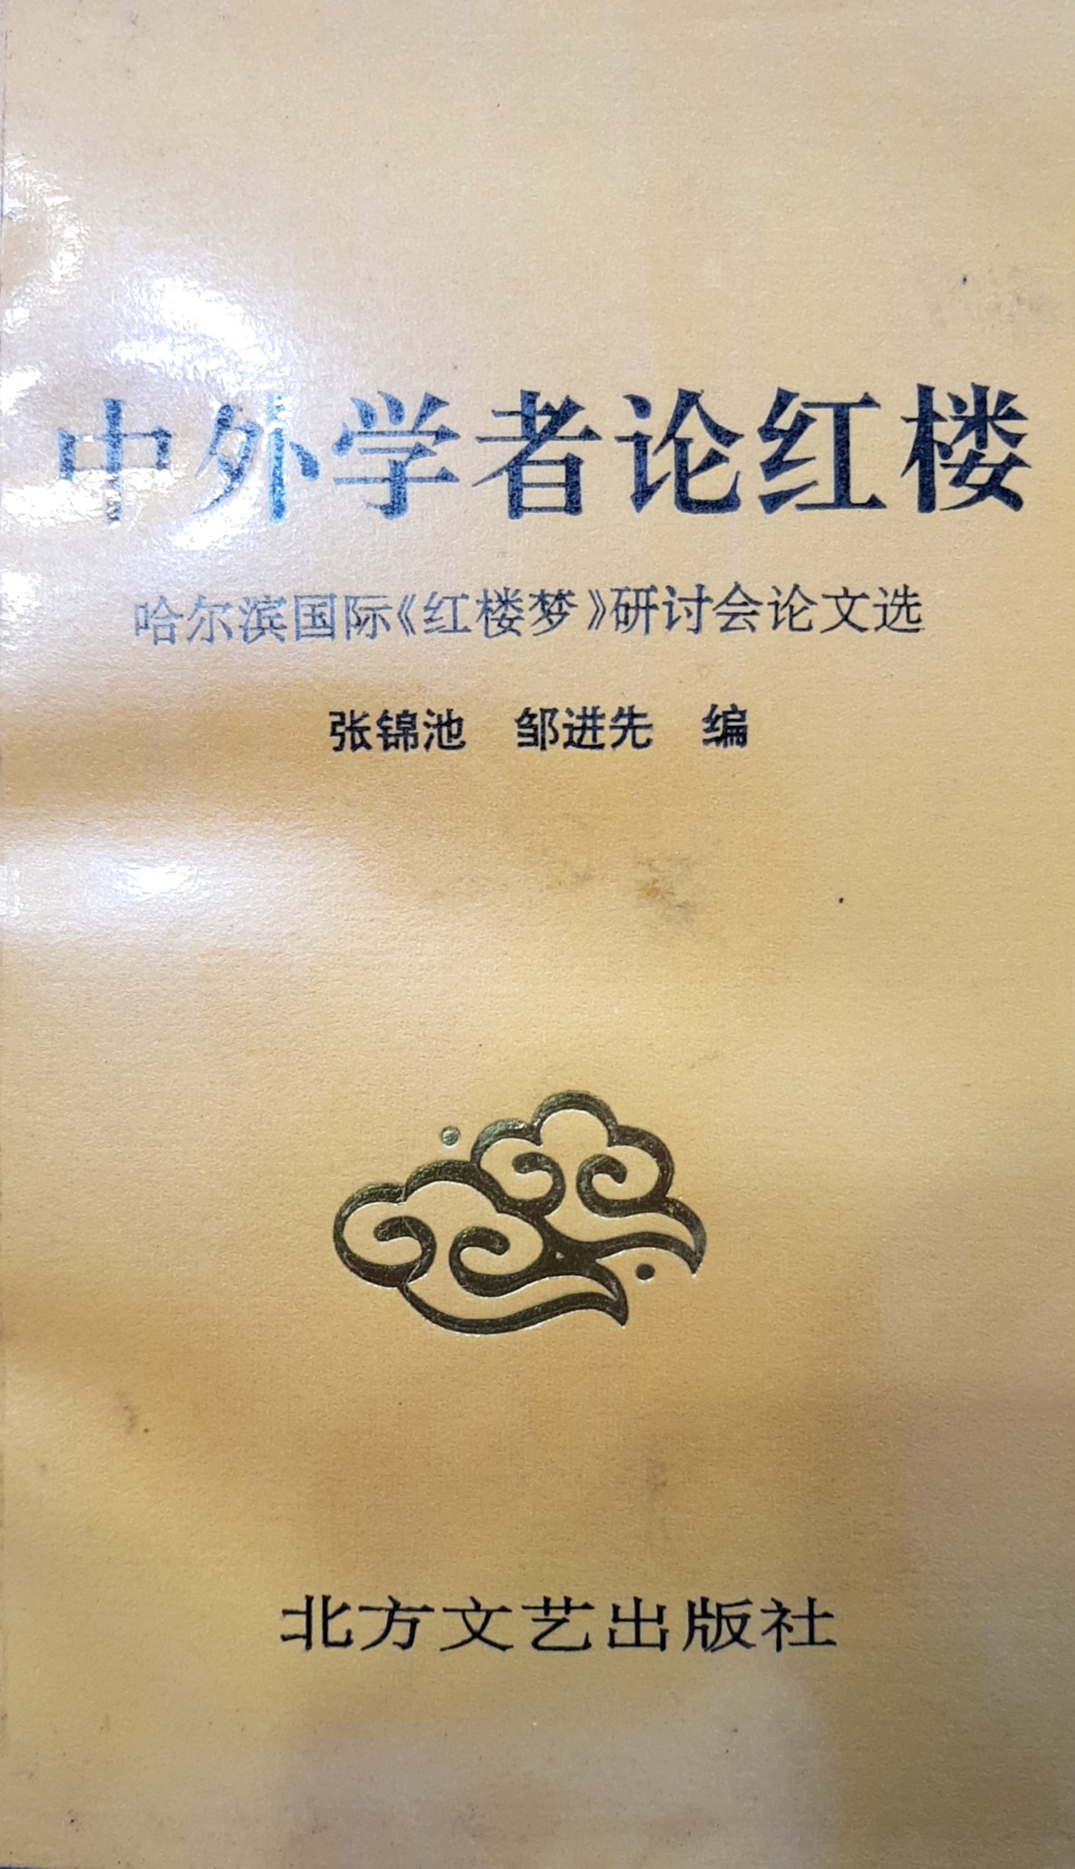 中外学者论红楼
哈尔滨国际《红楼梦》研讨会论文选
张锦池 邹进先 编
北方文艺出版社